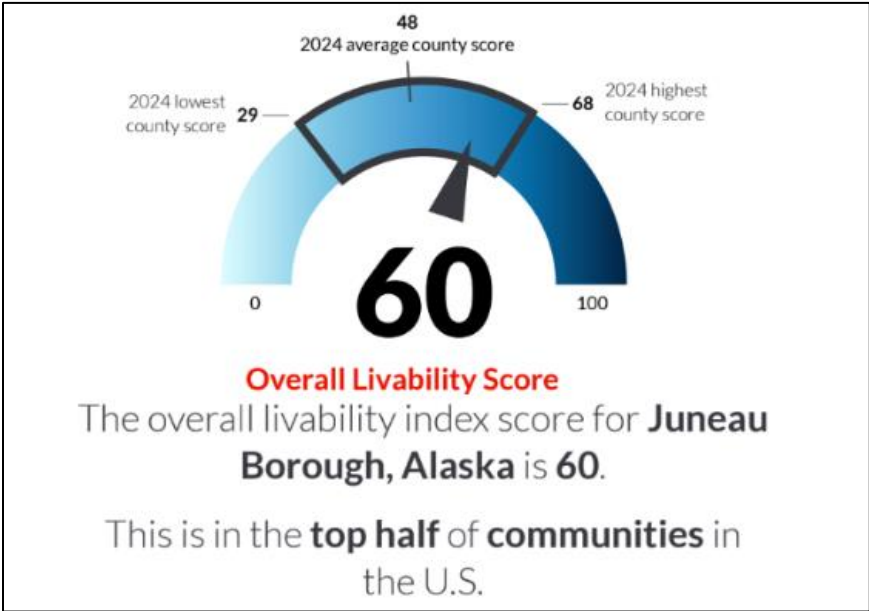 48
2024 average county score
2024 lowest
county score
29
68
2024 highest
county score
0
60
100
Overall Livability Score
The overall livability index score for Juneau
Borough, Alaska is 60.
This is in the top half of communities in
the U.S.